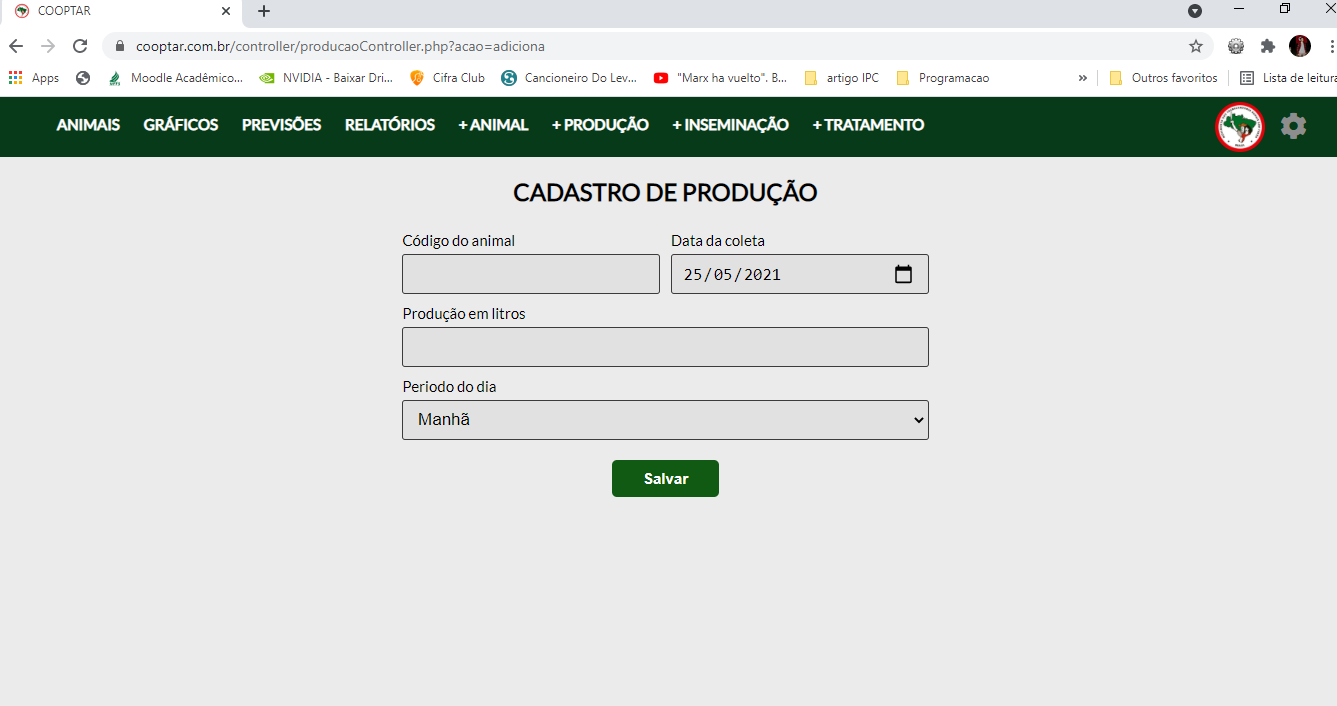 COOPTAR
cooptar.com.br/controller/producaoController.php?acao=adiciona
Apps Moodle Acadêmico... NVIDIA - Baixar Dri... Cifra Club Cancioneiro Do Lev... "Marx ha vuelto". B... artigo IPC Programacao » Outros favoritos Lista de leitura
ANIMAIS GRÁFICOS PREVISÕES RELATÓRIOS + ANIMAL + PRODUÇÃO + INSEMINAÇÃO + TRATAMENTO
CADASTRO DE PRODUÇÃO
Código do animal Data da coleta
25/05/2021
Produção em litros
Periodo do dia
Manhã
Salvar